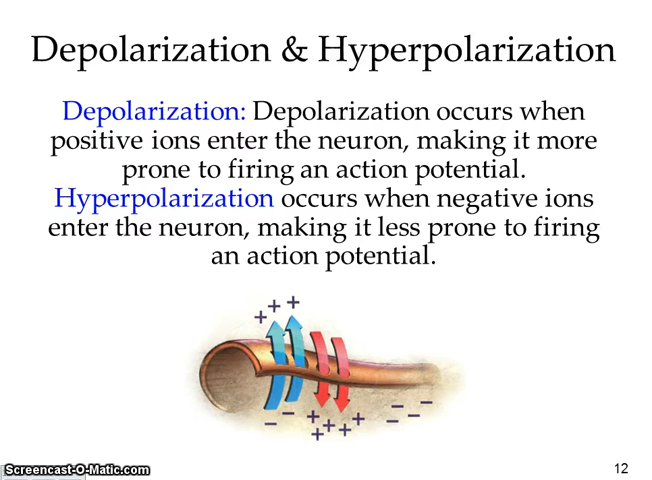 Depolarization & Hyperpolarization
Depolarization: Depolarization occurs when
positive ions enter the neuron, making it more
prone to firing an action potential.
Hyperpolarization occurs when negative ions
enter the neuron, making it less prone to firing
an action potential.
Screencast-O-Matic.com
12